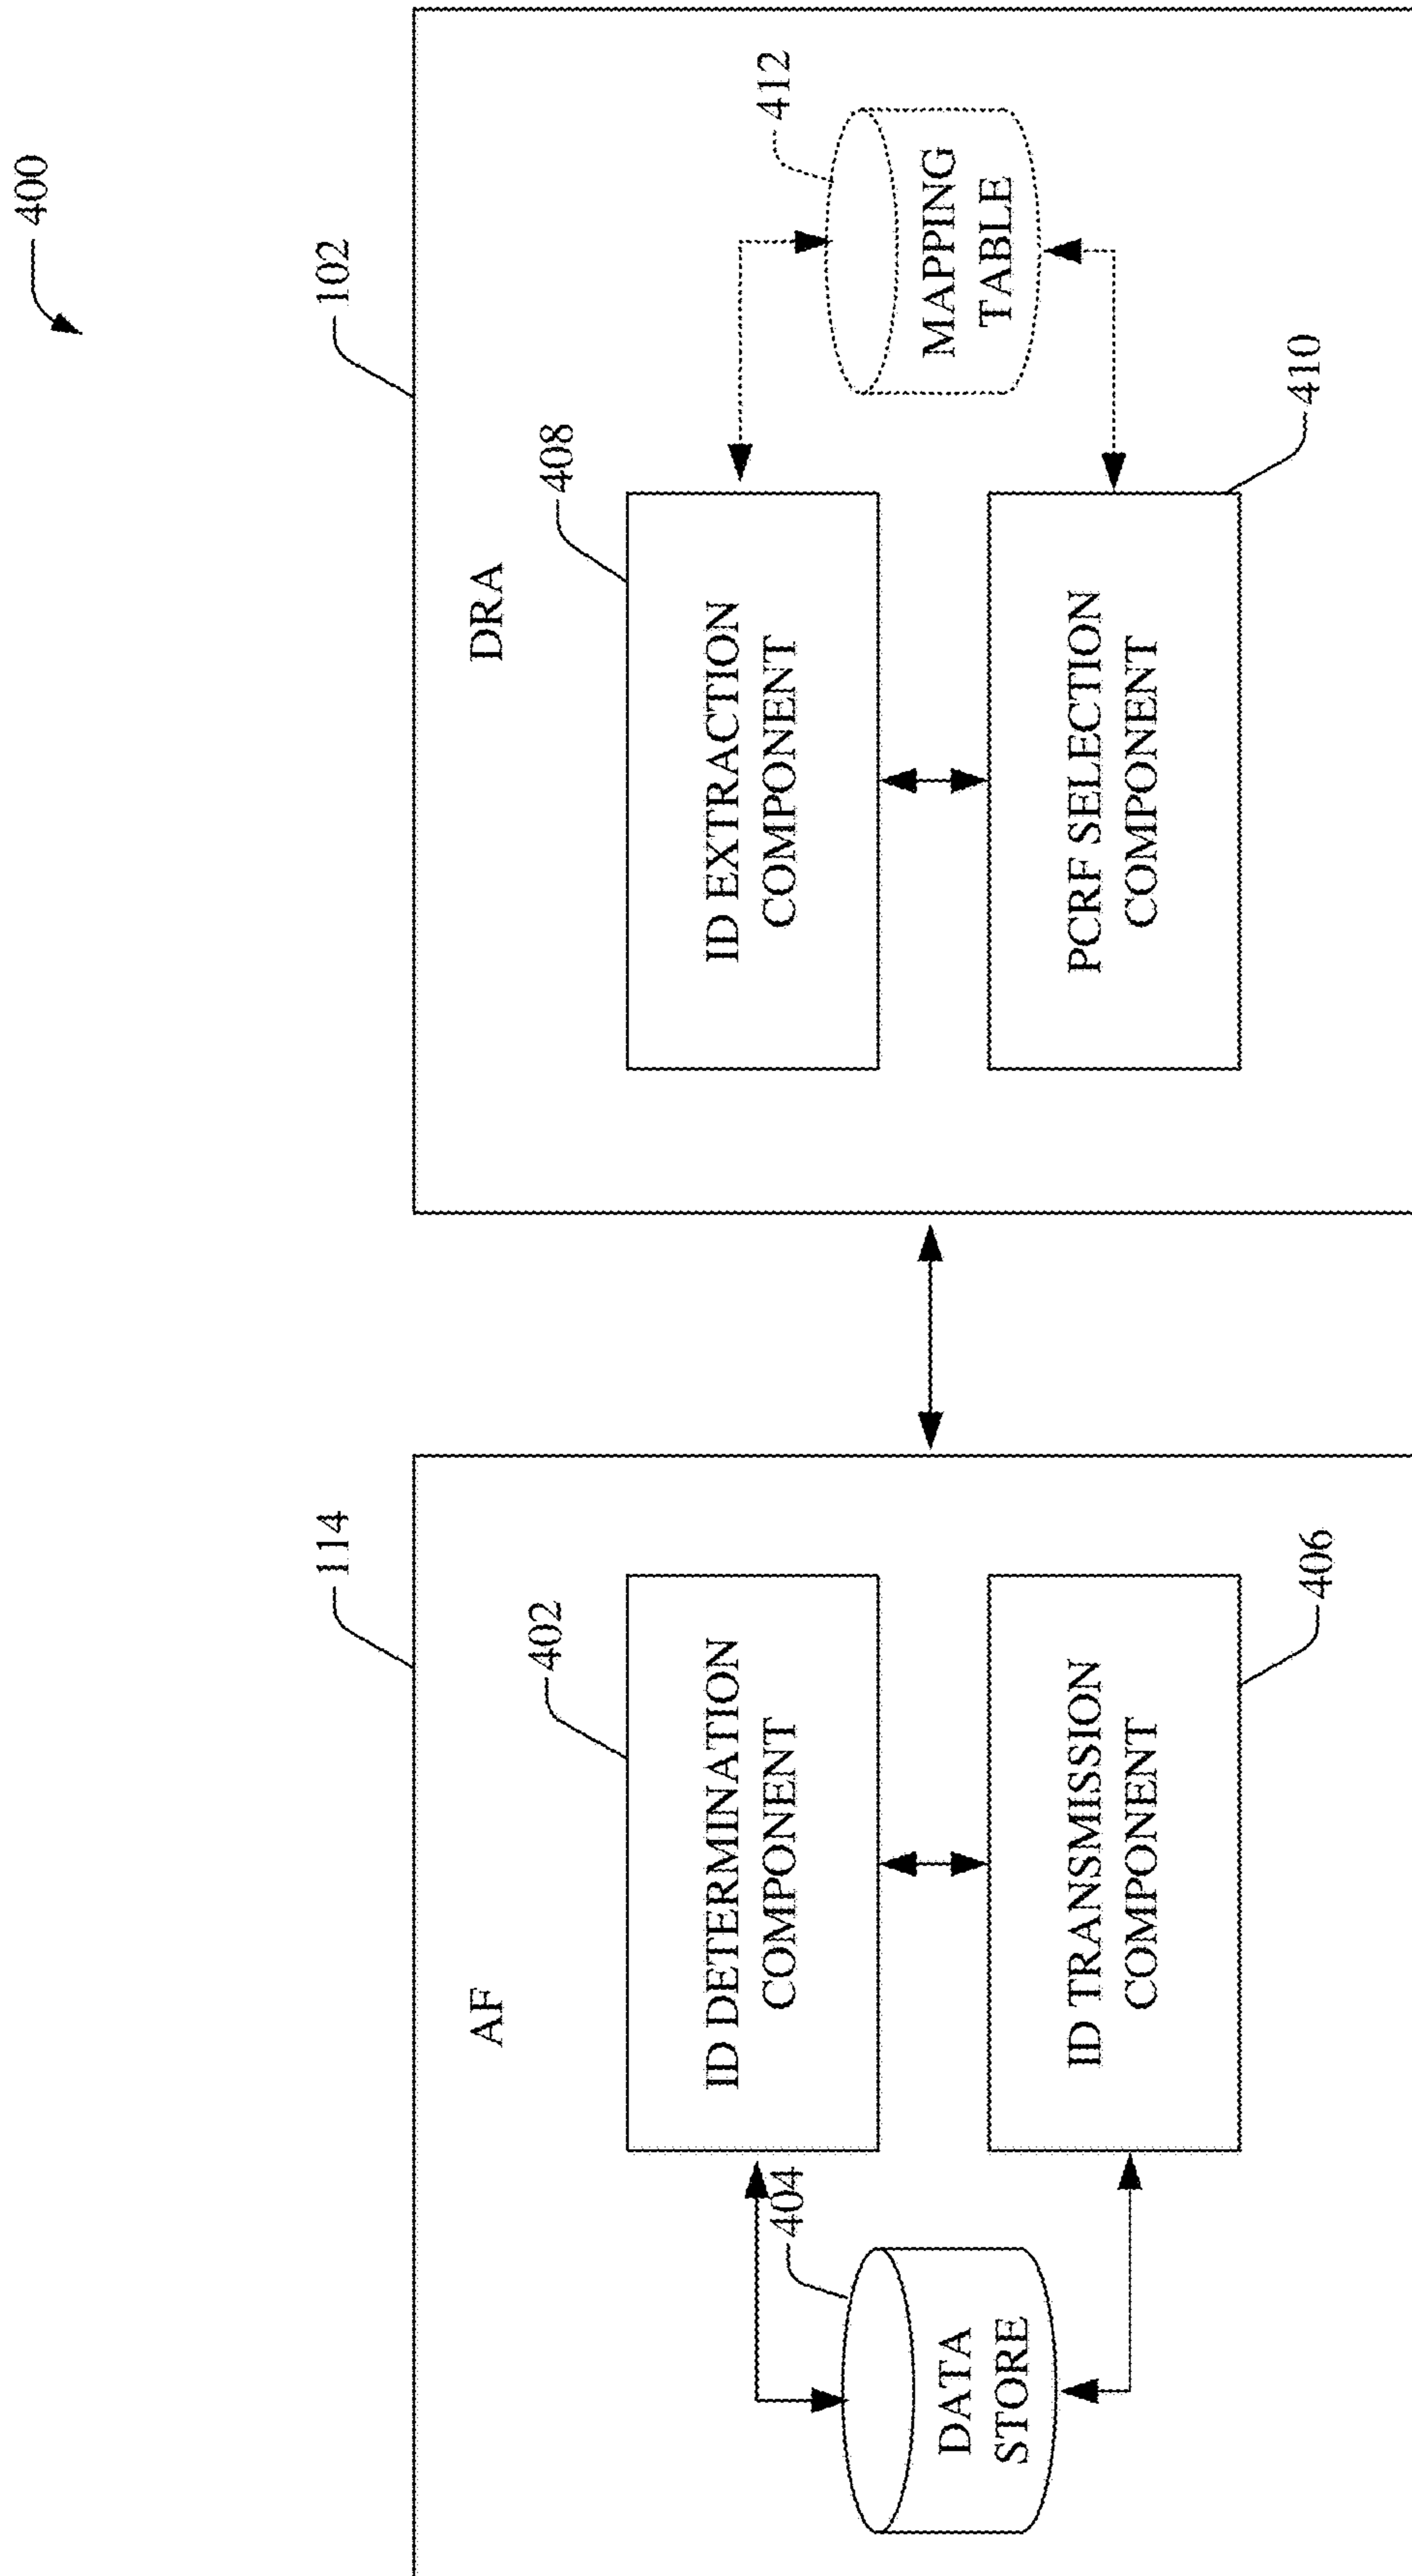 400
114
AF
402
ID DETERMINATION
COMPONENT
404
DATA
STORE
ID TRANSMISSION
COMPONENT
406
102
DRA
408
ID EXTRACTION
COMPONENT
412
MAPPING
TABLE
PCRF SELECTION
COMPONENT
410